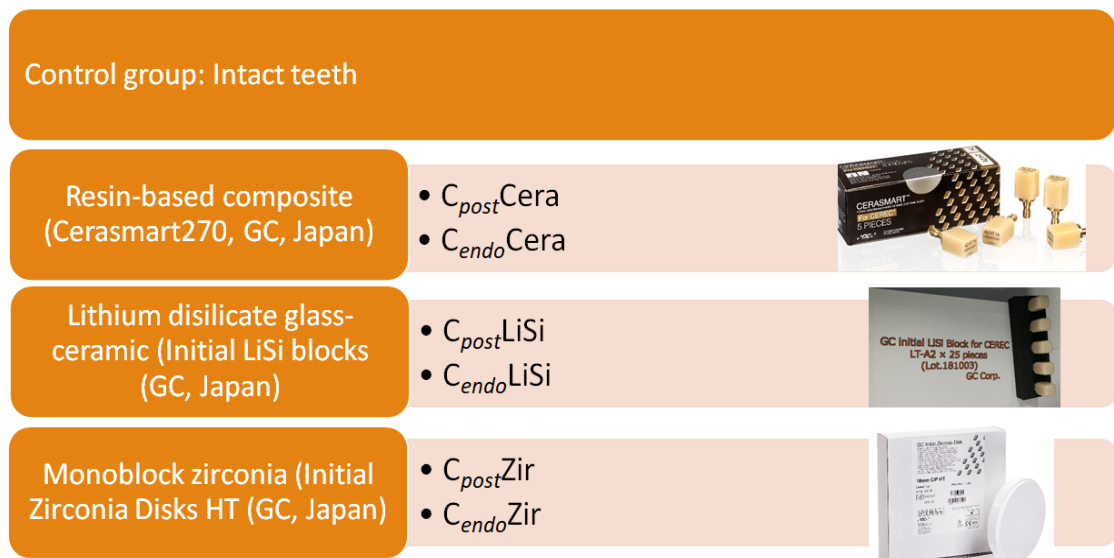 Control group: Intact teeth
Resin-based composite
(Cerasmart270, GC, Japan)
• CpostCera
• CendoCera
CERASMART™
For CEREC
5 PIECES
Lithium disilicate glass-
ceramic (Initial LiSi blocks
(GC, Japan)
• CpostLiSi
• CendoLiSi
GC Initial LiSi Block for CEREC
LT-A2 × 25 pieces
(Lot.181003)
GC Corp.
Monoblock zirconia (Initial
Zirconia Disks HT (GC, Japan)
• CpostZir
• CendoZir
GC Initial Zirconia Disk